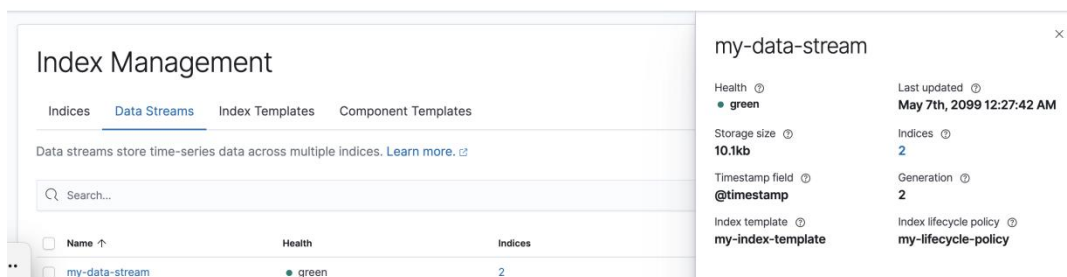 Index Management
Indices Data Streams Index Templates Component Templates
Data streams store time-series data across multiple indices. Learn more.
Search...
Name Health Indices
my-data-stream green 2
my-data-stream
Health Last updated
green May 7th, 2099 12:27:42 AM
Storage size Indices
10.1kb 2
Timestamp field Generation
@timestamp 2
Index template Index lifecycle policy
my-index-template my-lifecycle-policy